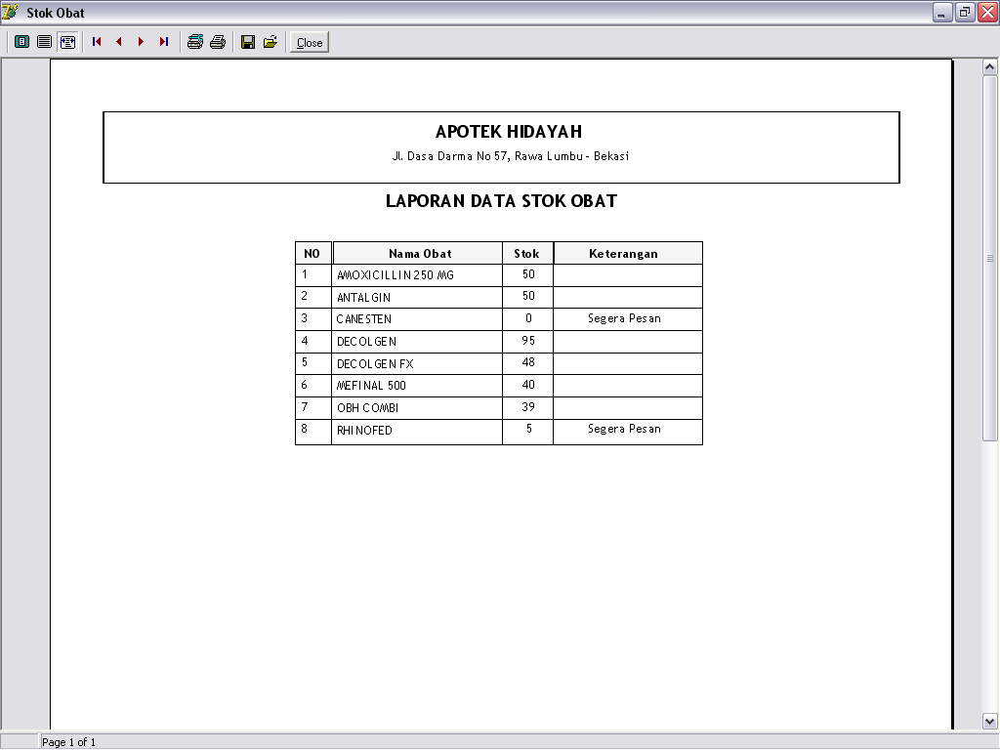 Stok Obat
Close
APOTEK HIDAYAH
Jl. Dasa Darma No 57, Rawa Lumbu - Bekasi
LAPORAN DATA STOK OBAT
NO Nama Obat Stok Keterangan
1 AMOXICILLIN 250 MG 50
2 ANTALGIN 50
3 CANESTEN 0 Segera Pesan
4 DECOLGEN 95
5 DECOLGEN FX 48
6 MEFINAL 500 40
7 OBH COMBI 39
8 RHINOFED 5 Segera Pesan
Page 1 of 1